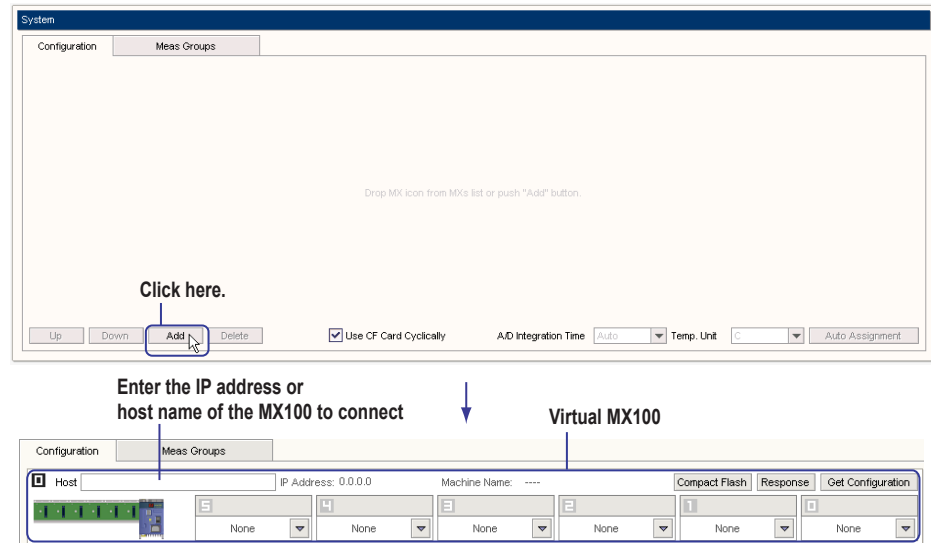 System
Configuration Meas Groups
Drop MX icon from MXs list or push "Add" button.
Click here.
Up Down Add Delete Use CF Card Cyclically A/D Integration Time Auto Temp. Unit C Auto Assignment
Enter the IP address or
host name of the MX100 to connect
Virtual MX100
Configuration Meas Groups
0 Host IP Address: 0.0.0.0 Machine Name: ---- Compact Flash Response Get Configuration
5 4 3 2 1 0
None None None None None None